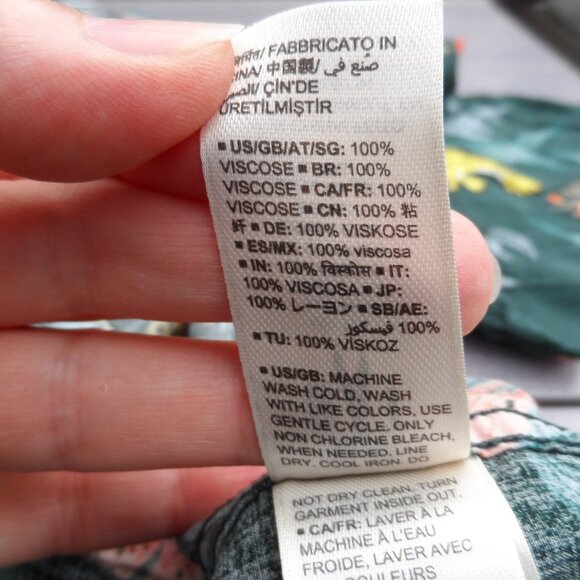 / FABBRICATO IN
/ 中国製/ صنع في
الصين/ ÇİN'DE
ÜRETİLMİŞTİR
▪ US/GB/AT/SG: 100%
VISCOSE ▪ BR: 100%
VISCOSE ▪ CA/FR: 100%
VISCOSE ▪ CN: 100% 粘
纤 ▪ DE: 100% VISKOSE
▪ ES/MX: 100% viscosa
▪ IN: 100% विस्कोस ▪ IT:
100% VISCOSA ▪ JP:
100% レーヨン ▪ SB/AE:
100% فيسكوز
▪ TU: 100% VİSKOZ
▪ US/GB: MACHINE
WASH COLD, WASH
WITH LIKE COLORS, USE
GENTLE CYCLE. ONLY
NON CHLORINE BLEACH,
WHEN NEEDED. LINE
DRY. COOL IRON. DO
NOT DRY CLEAN. TURN
GARMENT INSIDE OUT.
▪ CA/FR: LAVER À LA
MACHINE À L'EAU
FROIDE, LAVER AVEC
COULEURS